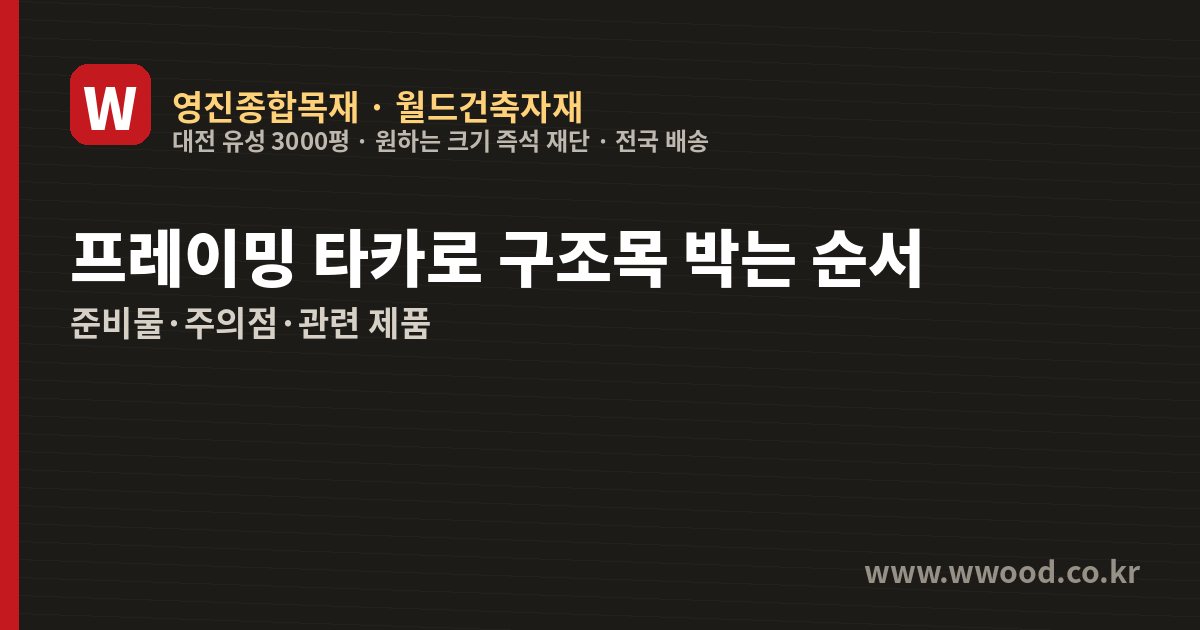 W
영진종합목재 · 월드건축자재
대전 유성 3000평 · 원하는 크기 즉석 재단 · 전국 배송
프레이밍 타카로 구조목 박는 순서
준비물·주의점·관련 제품
www.wwood.co.kr